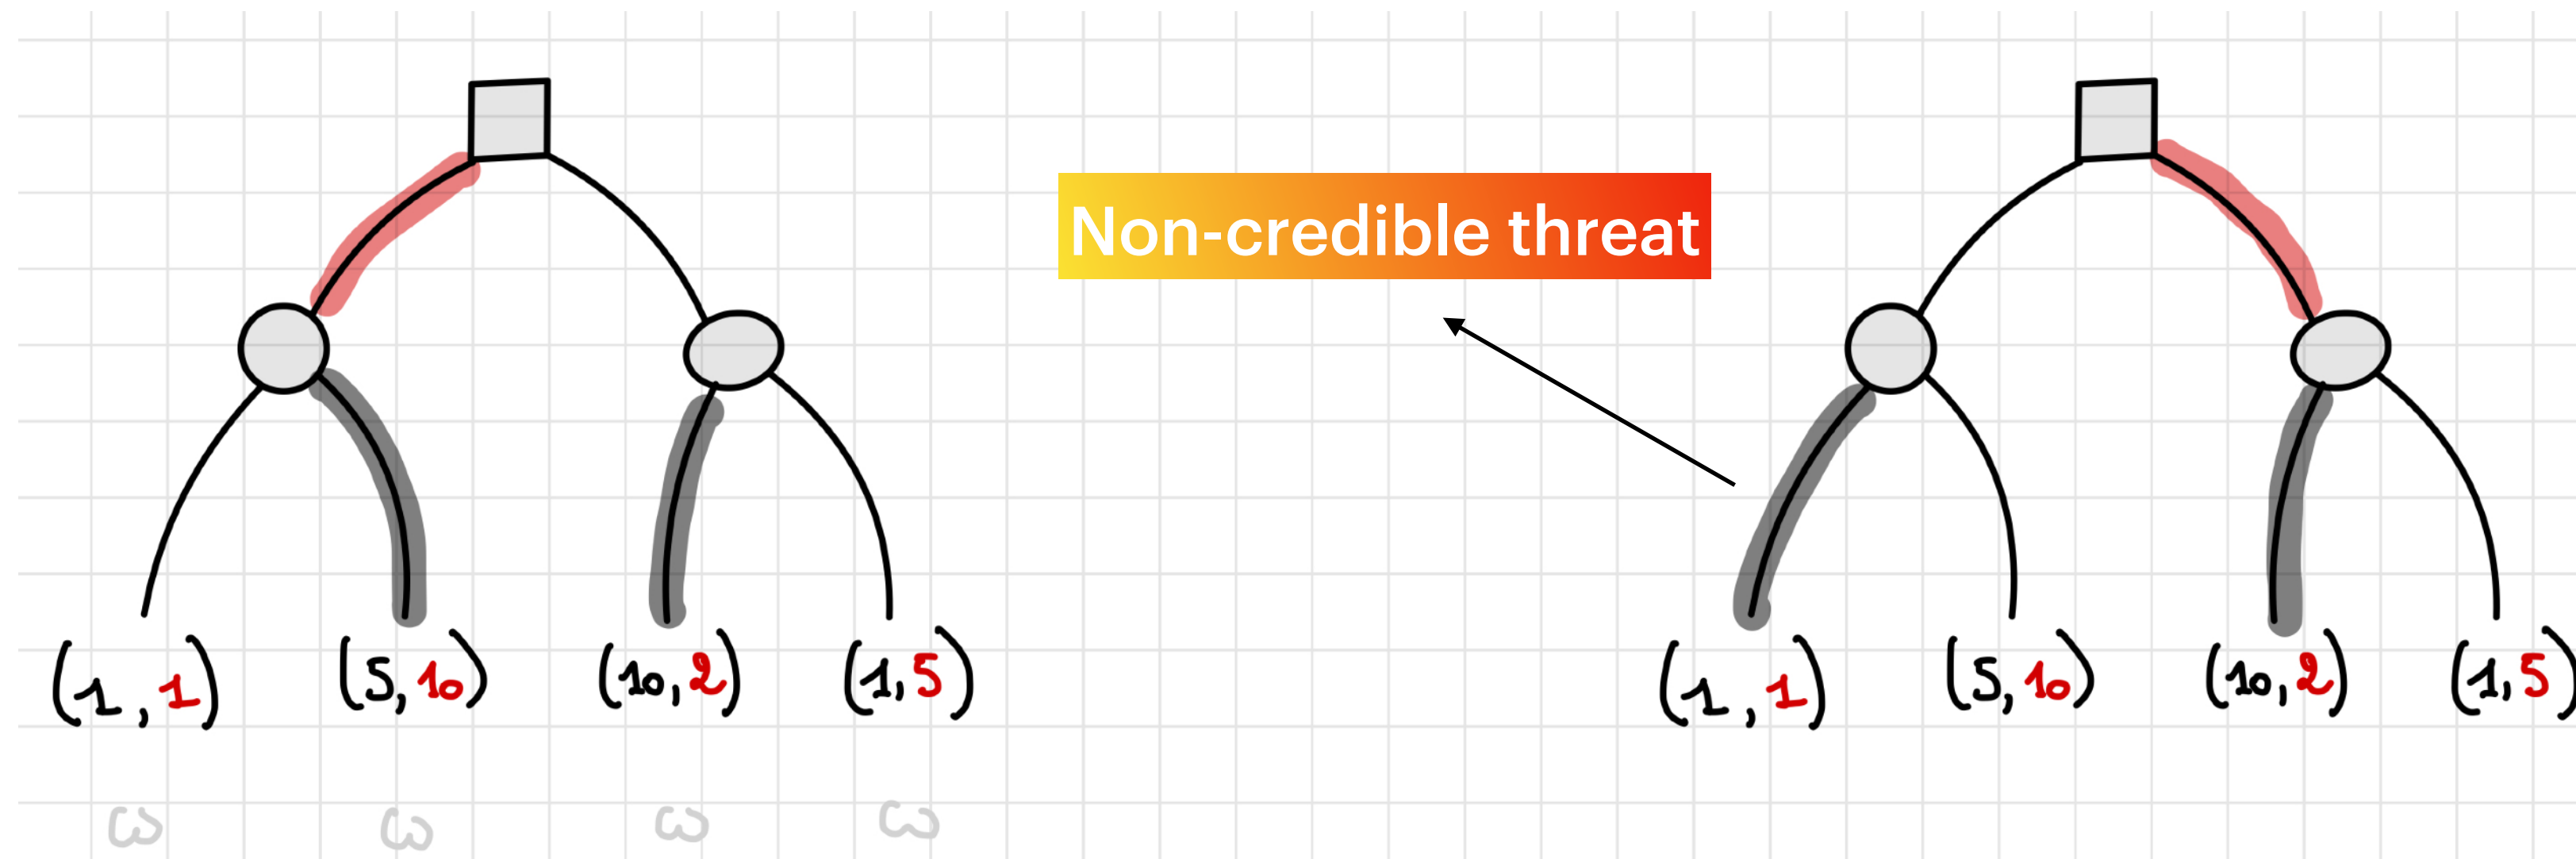 Non-credible threat
(1,1) (5,10) (10,2) (1,5) (1,1) (5,10) (10,2) (1,5)
ω ω ω ω